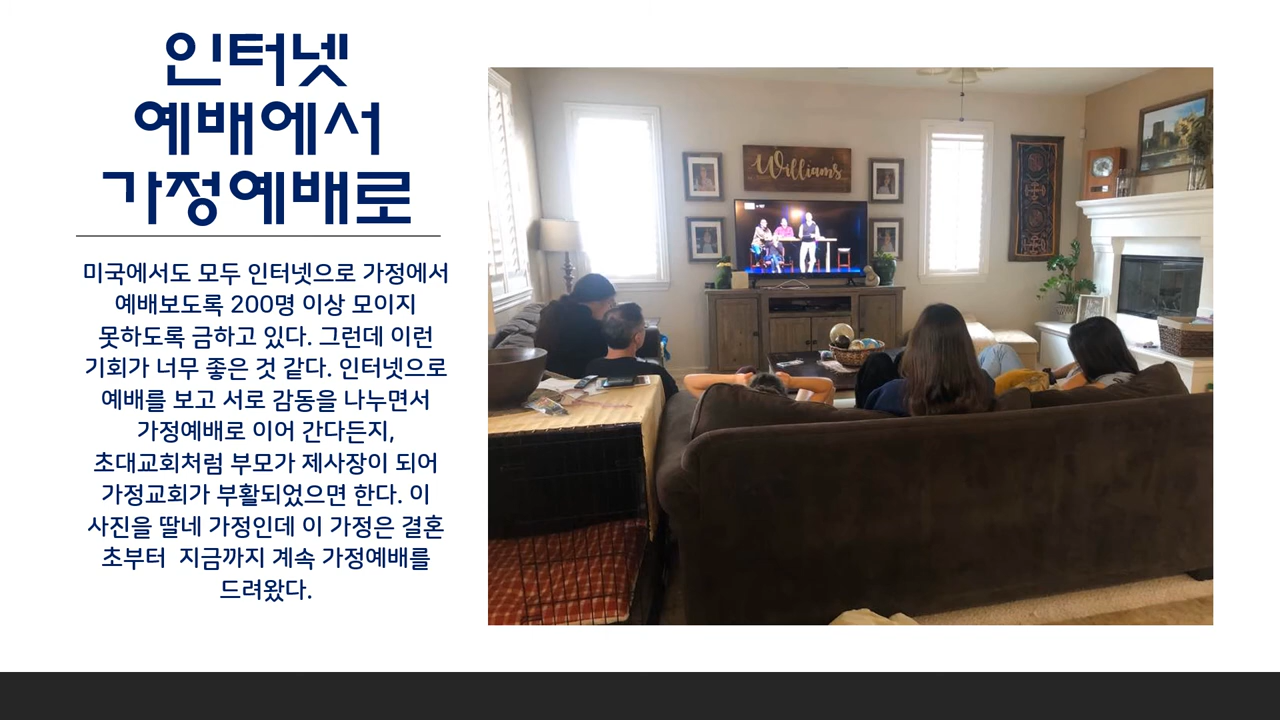 인터넷
예배에서
가정예배로
미국에서도 모두 인터넷으로 가정에서
예배보도록 200명 이상 모이지
못하도록 금하고 있다. 그런데 이런
기회가 너무 좋은 것 같다. 인터넷으로
예배를 보고 서로 감동을 나누면서
가정예배로 이어 간다든지,
초대교회처럼 부모가 제사장이 되어
가정교회가 부활되었으면 한다. 이
사진을 딸네 가정인데 이 가정은 결혼
초부터  지금까지 계속 가정예배를
드려왔다.
William's